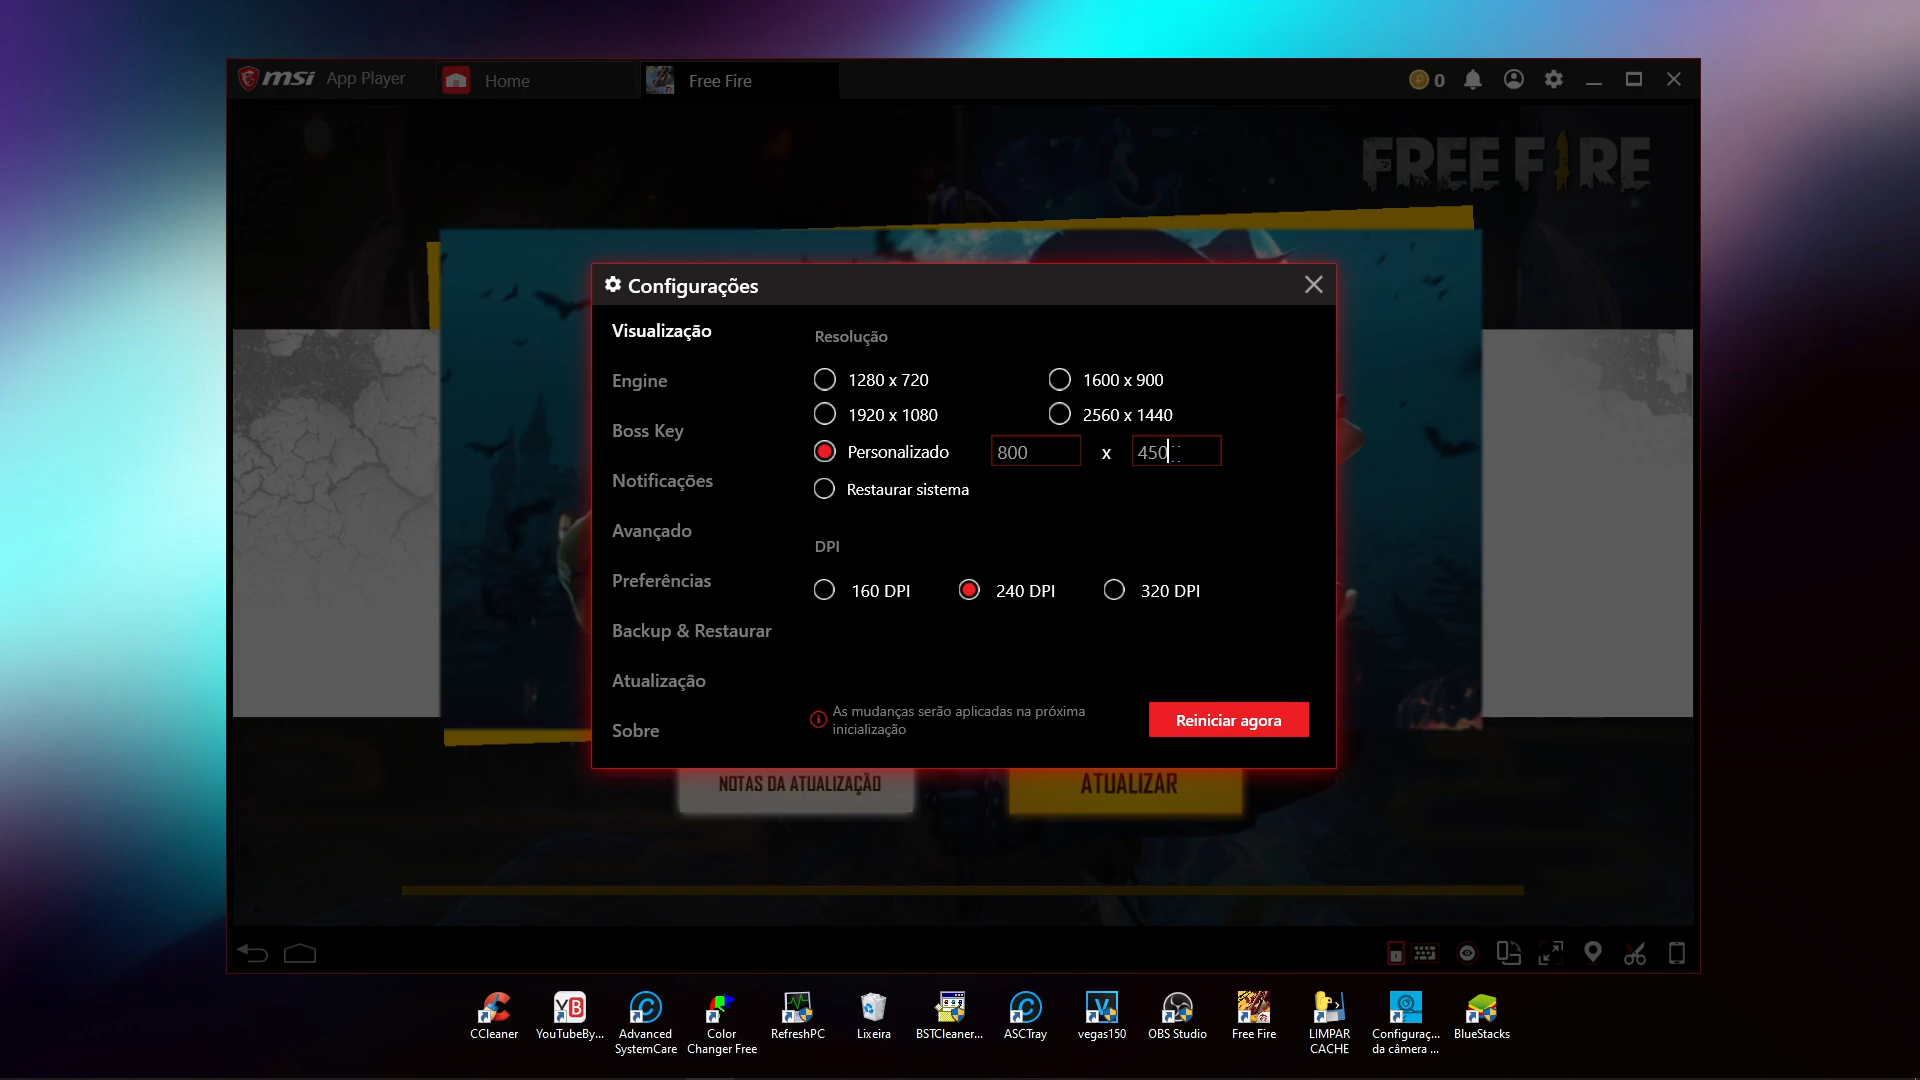 msi App Player
Home
Free Fire
0
FREE FIRE
Configurações
Visualização
Engine
Boss Key
Notificações
Avançado
Preferências
Backup & Restaurar
Atualização
Sobre
Resolução
1280 x 720
1600 x 900
1920 x 1080
2560 x 1440
Personalizado
800
x
450
Restaurar sistema
DPI
160 DPI
240 DPI
320 DPI
As mudanças serão aplicadas na próxima
inicialização
Reiniciar agora
NOTAS DA ATUALIZAÇÃO
ATUALIZAR
CCleaner
YouTubeBy...
Advanced
SystemCare
Color
Changer Free
RefreshPC
Lixeira
BSTCleaner...
ASCTray
vegas150
OBS Studio
Free Fire
LIMPAR
CACHE
Configuraç...
da câmera ...
BlueStacks